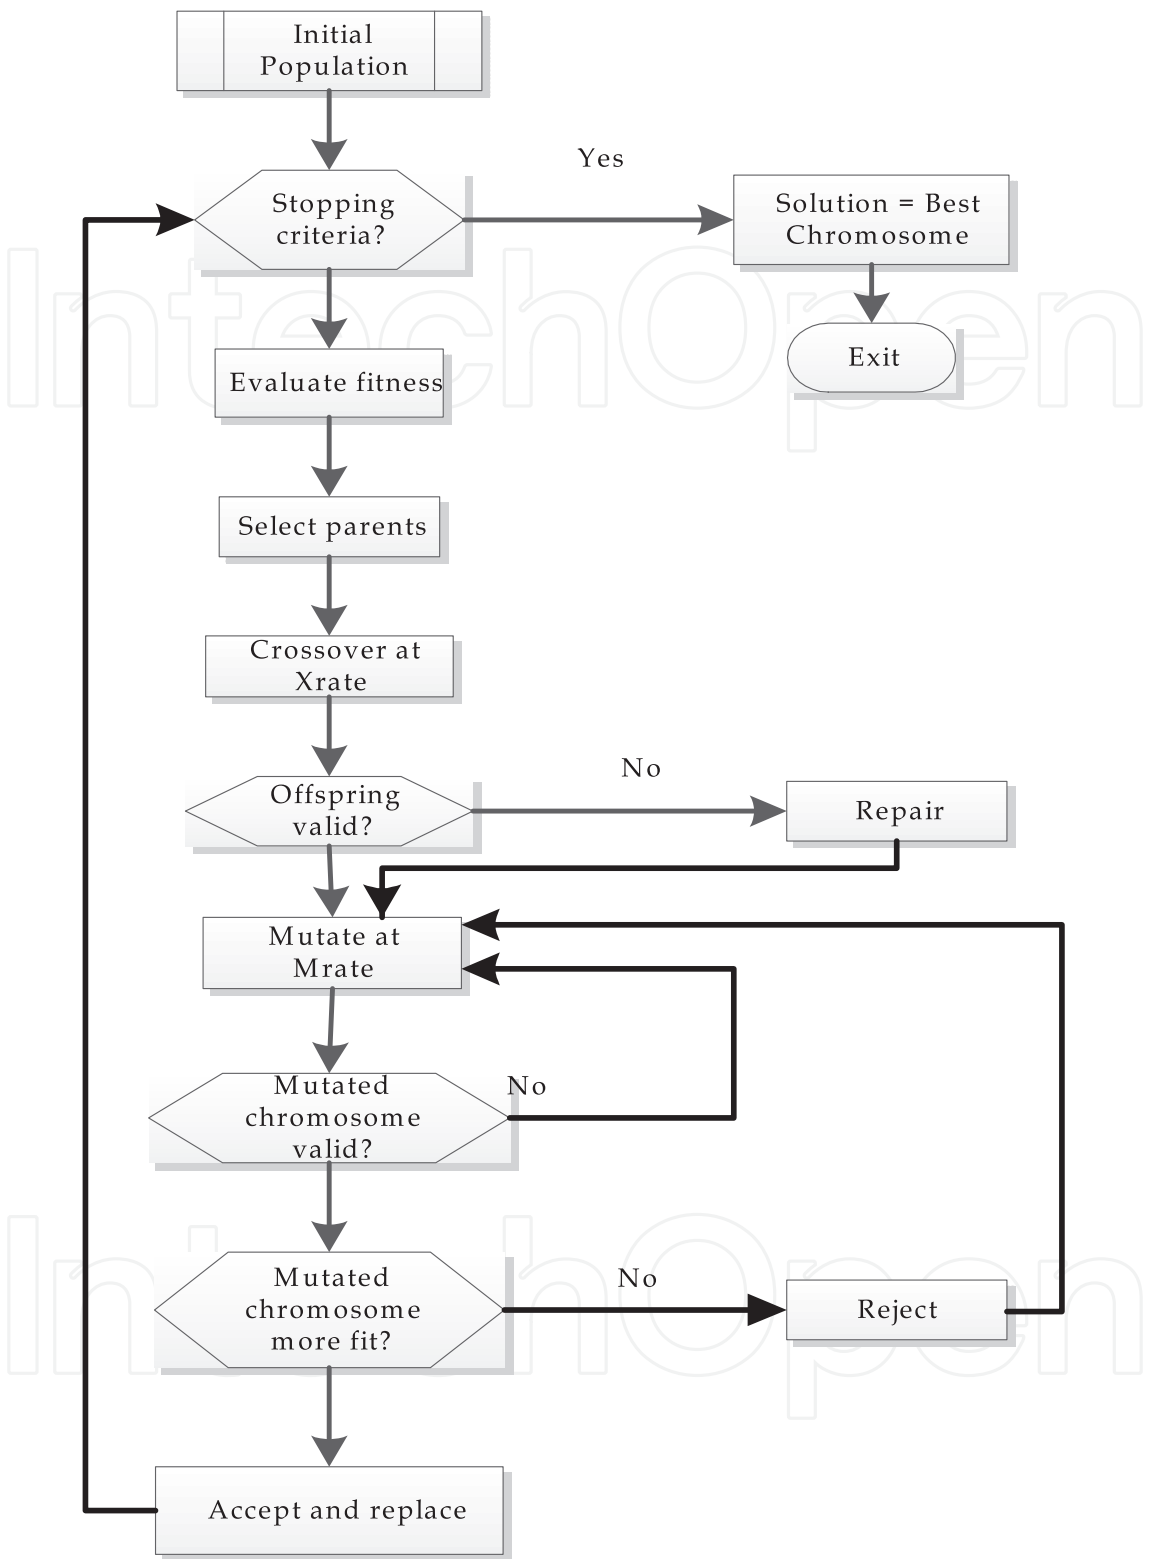 Initial
Population
Yes
Stopping
criteria?
Solution = Best
Chromosome
Exit
Evaluate fitness
Select parents
Crossover at
Xrate
No
Offspring
valid?
Repair
Mutate at
Mrate
No
Mutated
chromosome
valid?
Mutated
chromosome
more fit?
No
Reject
Accept and replace
IntechOpen
IntechOpen